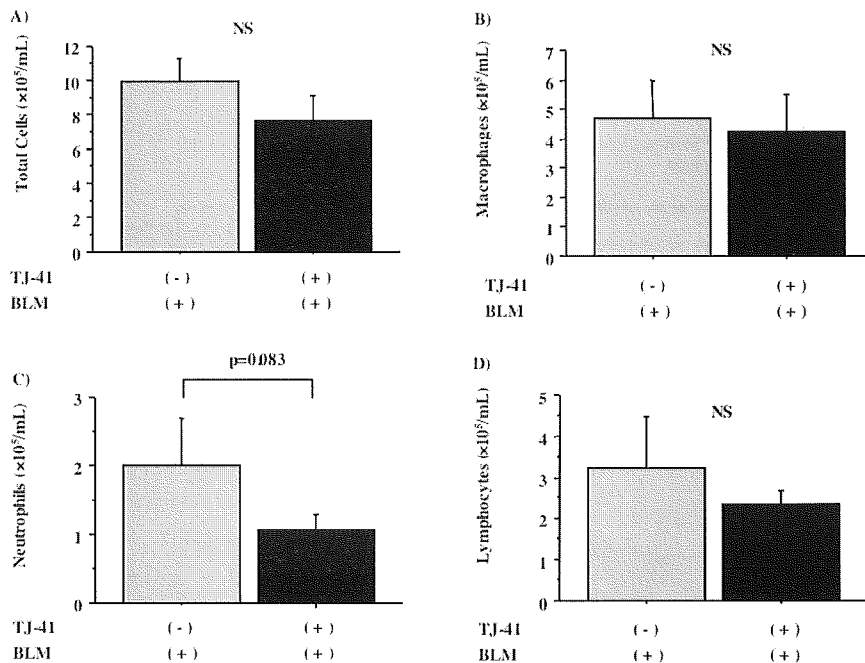 A)
NS
Total Cells (×10⁵/mL)
12
10
8
6
4
2
0
TJ-41 (-) (+)
BLM (+) (+)
B)
NS
Macrophages (×10⁵/mL)
7
6
5
4
3
2
1
0
TJ-41 (-) (+)
BLM (+) (+)
C)
p=0.083
Neutrophils (×10⁵/mL)
3
2
1
0
TJ-41 (-) (+)
BLM (+) (+)
D)
NS
Lymphocytes (×10⁵/mL)
5
4
3
2
1
0
TJ-41 (-) (+)
BLM (+) (+)